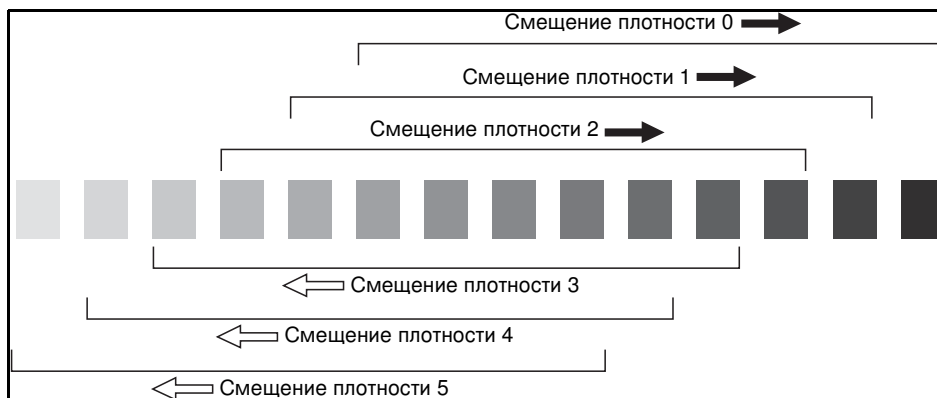 Смещение плотности 0
Смещение плотности 1
Смещение плотности 2
Смещение плотности 3
Смещение плотности 4
Смещение плотности 5